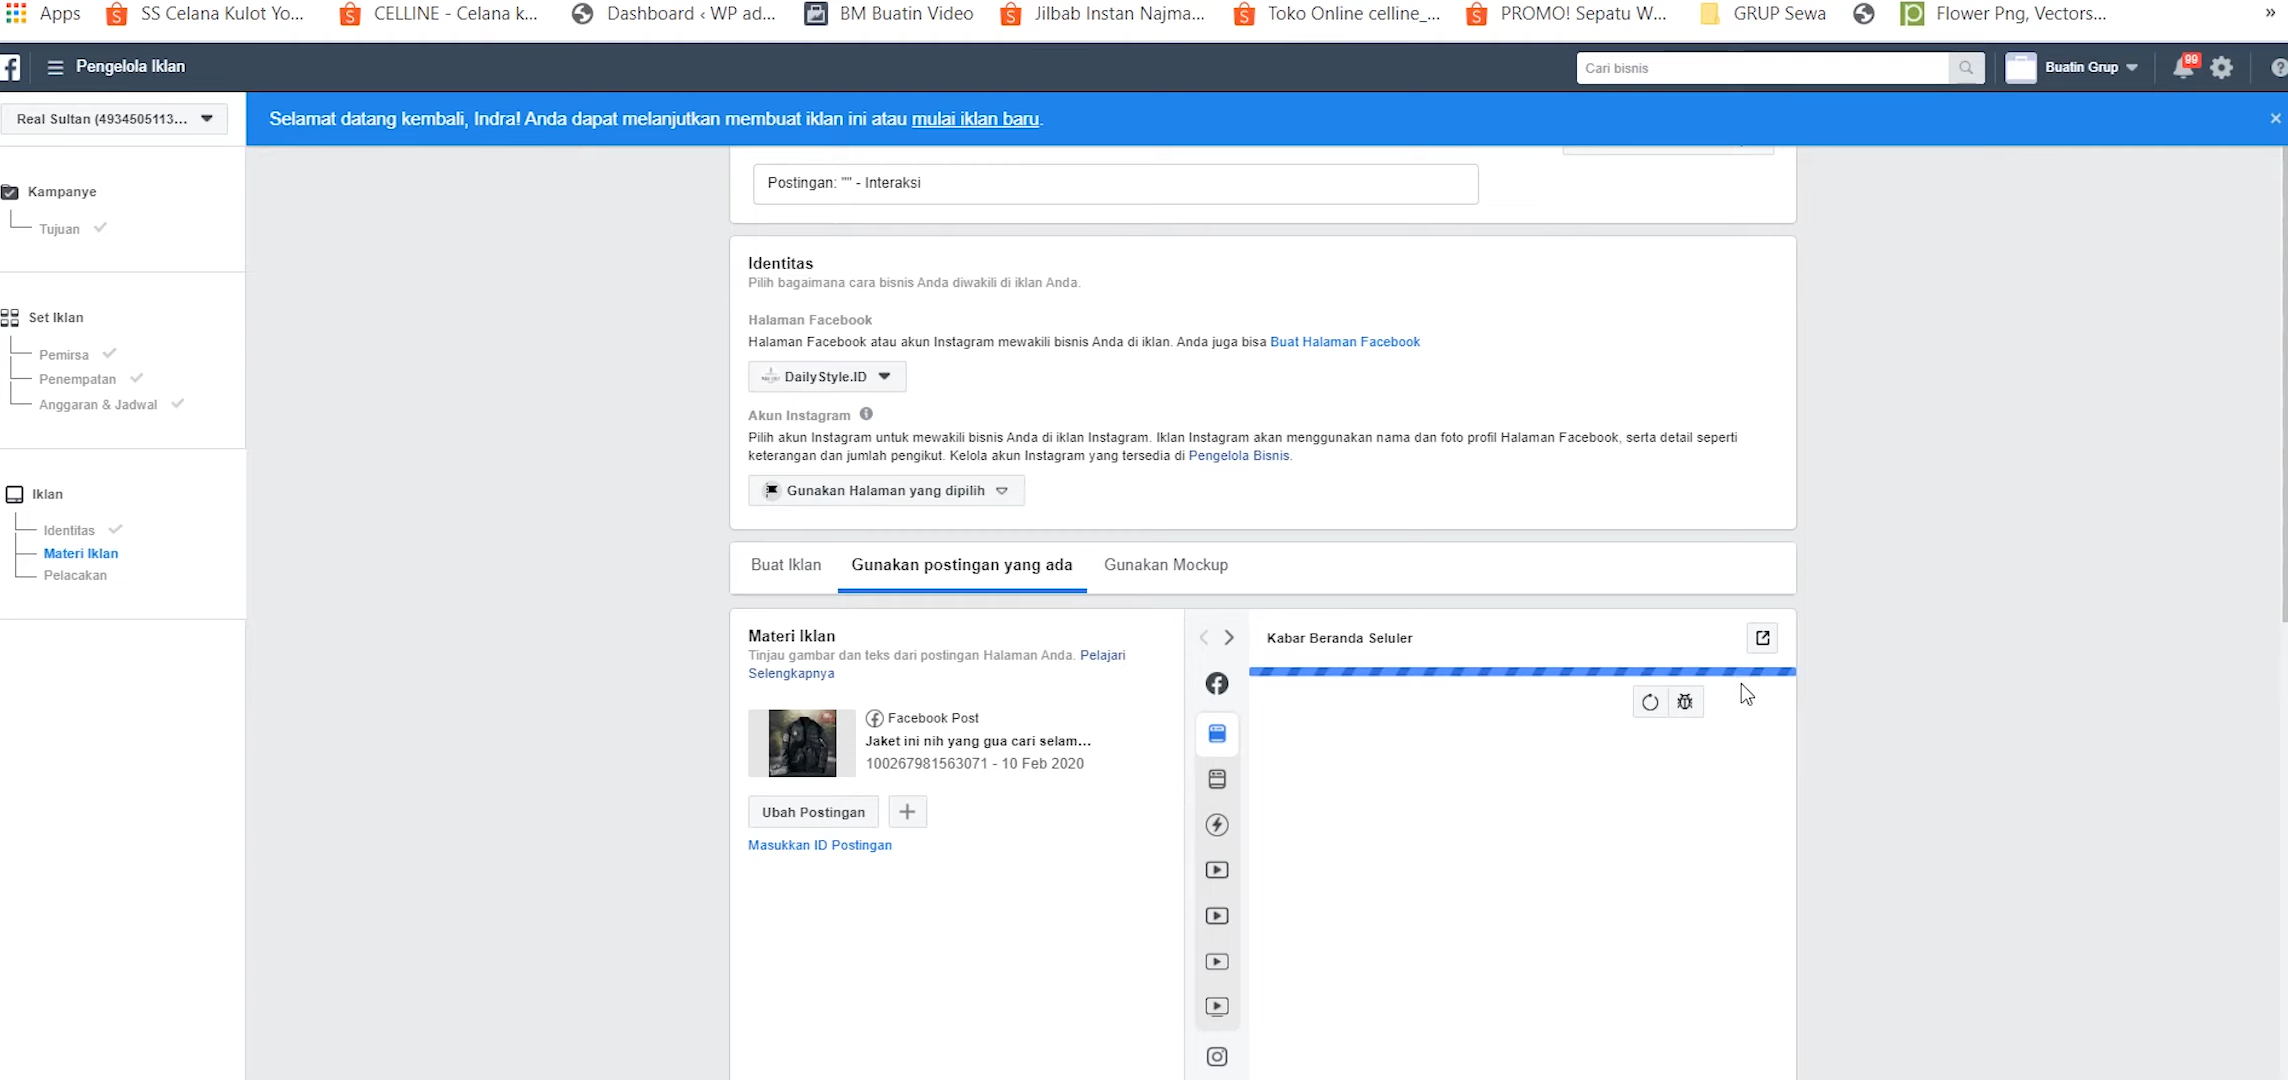 Apps
SS Celana Kulot Yo...
CELLINE - Celana k...
Dashboard ‹ WP ad...
BM Buatin Video
Jilbab Instan Najma...
Toko Online celline_...
PROMO! Sepatu W...
GRUP Sewa
Flower Png, Vectors...
»
Pengelola Iklan
Cari bisnis
Buatin Grup
99
Real Sultan (4934505113...
Selamat datang kembali, Indra! Anda dapat melanjutkan membuat iklan ini atau mulai iklan baru.
Kampanye
Tujuan
Set Iklan
Pemirsa
Penempatan
Anggaran & Jadwal
Iklan
Identitas
Materi Iklan
Pelacakan
Postingan: "" - Interaksi
Identitas
Pilih bagaimana cara bisnis Anda diwakili di iklan Anda.
Halaman Facebook
Halaman Facebook atau akun Instagram mewakili bisnis Anda di iklan. Anda juga bisa Buat Halaman Facebook
DailyStyle.ID
Akun Instagram
Pilih akun Instagram untuk mewakili bisnis Anda di iklan Instagram. Iklan Instagram akan menggunakan nama dan foto profil Halaman Facebook, serta detail seperti
keterangan dan jumlah pengikut. Kelola akun Instagram yang tersedia di Pengelola Bisnis.
Gunakan Halaman yang dipilih
Buat Iklan
Gunakan postingan yang ada
Gunakan Mockup
Materi Iklan
Tinjau gambar dan teks dari postingan Halaman Anda. Pelajari
Selengkapnya
Facebook Post
Jaket ini nih yang gua cari selam...
100267981563071 - 10 Feb 2020
Ubah Postingan
Masukkan ID Postingan
Kabar Beranda Seluler